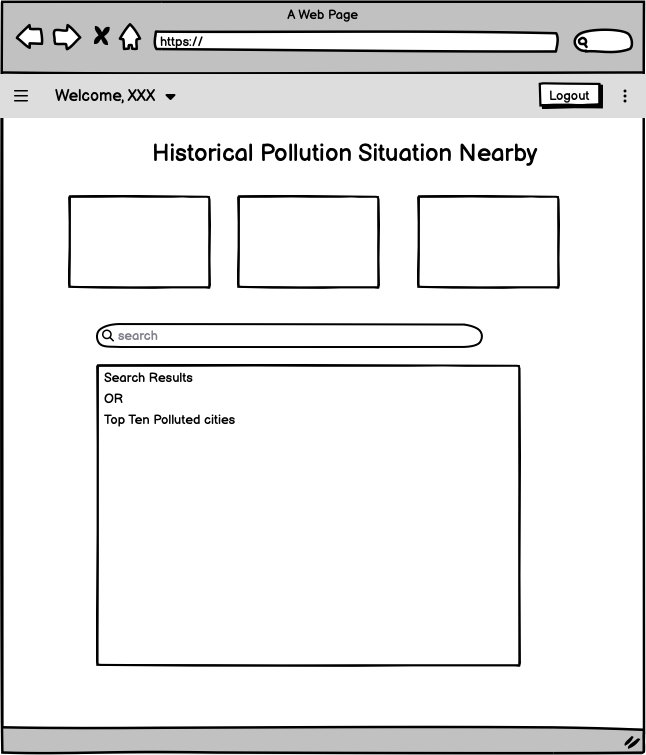 A Web Page
https://
Welcome, XXX
Logout
Historical Pollution Situation Nearby
search
Search Results
OR
Top Ten Polluted cities